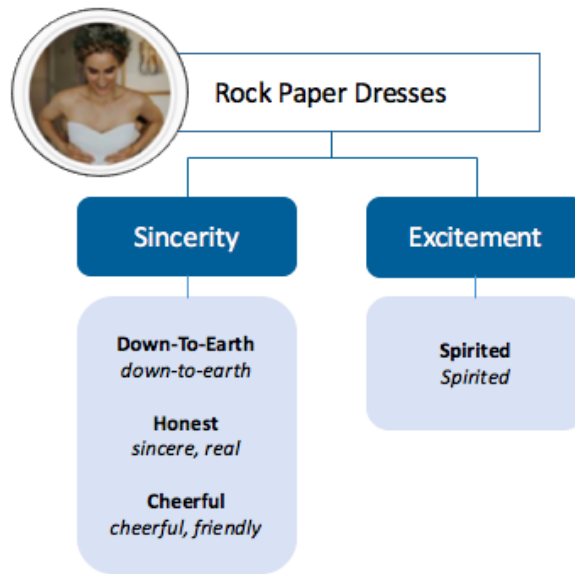 Rock Paper Dresses
Sincerity
Excitement
Down-To-Earth
down-to-earth
Honest
sincere, real
Cheerful
cheerful, friendly
Spirited
Spirited